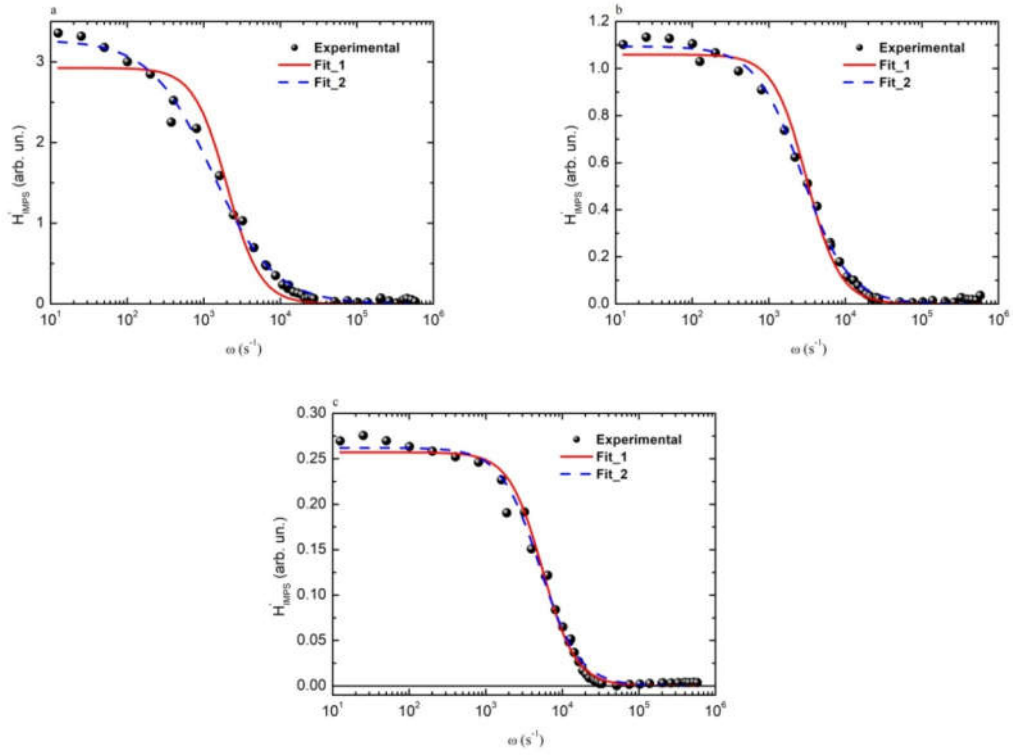 a
H'IMPS (arb. un.)
3
2
1
0
Experimental
Fit_1
Fit_2
10^1 10^2 10^3 10^4 10^5 10^6
ω (s^-1)
b
H'IMPS (arb. un.)
1.2
1.0
0.8
0.6
0.4
0.2
0.0
Experimental
Fit_1
Fit_2
10^1 10^2 10^3 10^4 10^5 10^6
ω (s^-1)
c
H'IMPS (arb. un.)
0.30
0.25
0.20
0.15
0.10
0.05
0.00
Experimental
Fit_1
Fit_2
10^1 10^2 10^3 10^4 10^5 10^6
ω (s^-1)